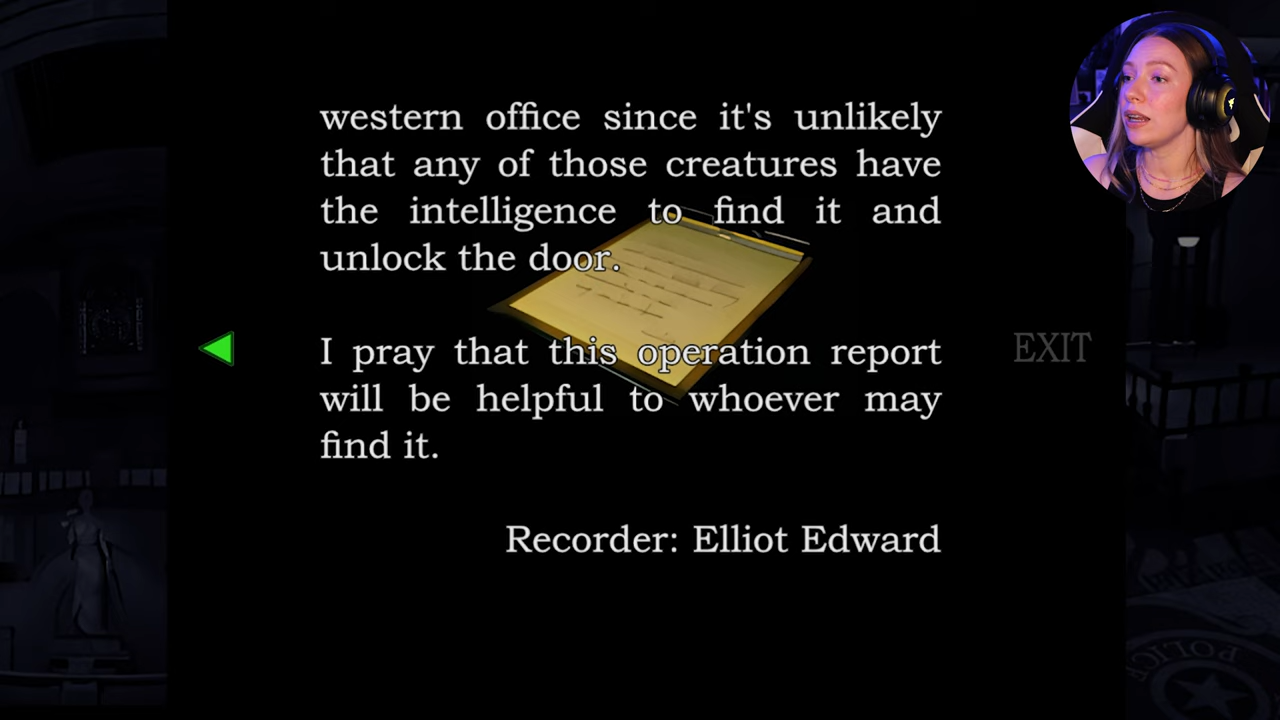 western office since it's unlikely
that any of those creatures have
the intelligence to find it and
unlock the door.
I pray that this operation report
will be helpful to whoever may
find it.
Recorder: Elliot Edward
EXIT
POLICE